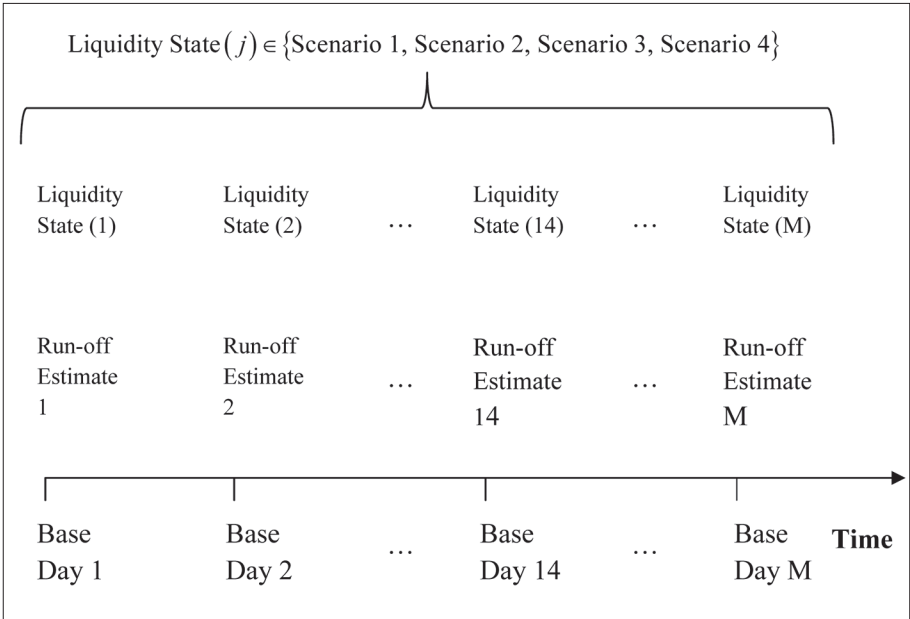 Liquidity State(j)∈{Scenario 1, Scenario 2, Scenario 3, Scenario 4}
Liquidity Liquidity Liquidity Liquidity
State (1) State (2) … State (14) … State (M)
Run-off Run-off Run-off Run-off
Estimate Estimate … Estimate … Estimate
1 2 14 M
Base Base Base Base Time
Day 1 Day 2 … Day 14 … Day M